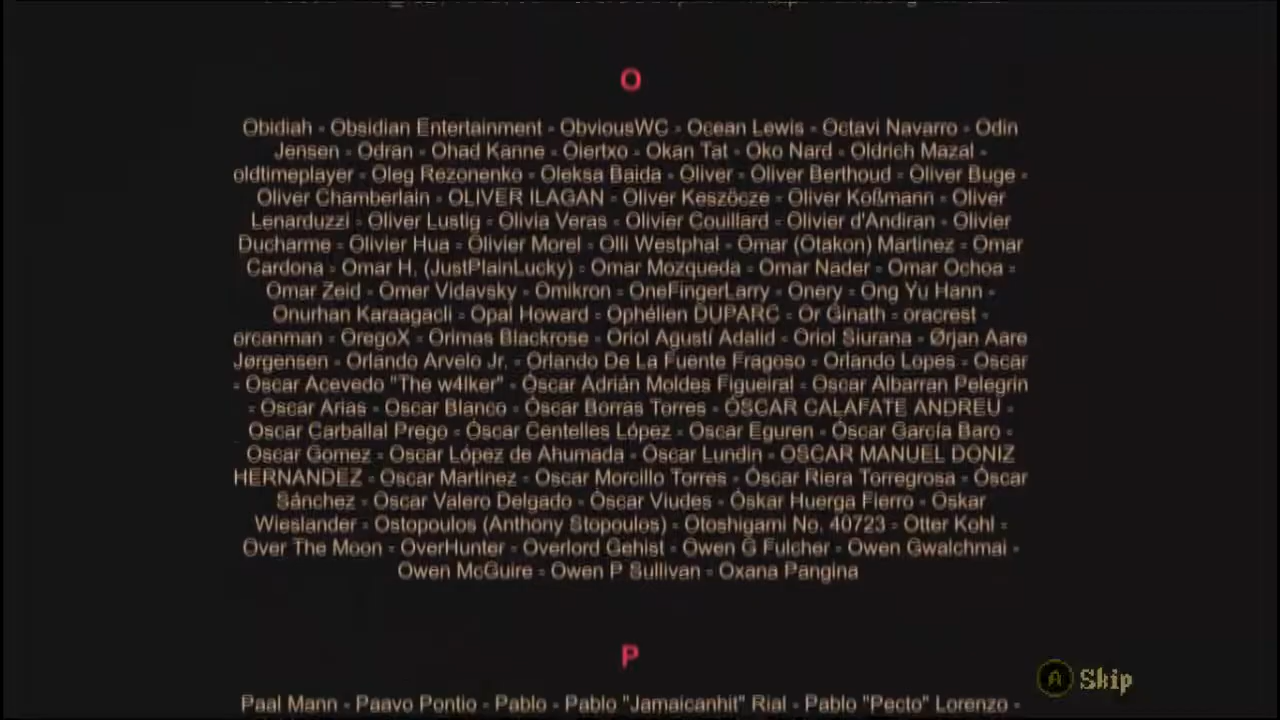 O
Obidiah - Obsidian Entertainment - ObviousWC - Ocean Lewis - Octavi Navarro - Odin
Jensen - Odran - Ohad Kanne - Oiertxo - Okan Tat - Oko Nard - Oldrich Mazal -
oldtimeplayer - Oleg Rezonenko - Oleksa Baida - Oliver - Oliver Berthoud - Oliver Buge -
Oliver Chamberlain - OLIVER ILAGAN - Oliver Keszöcze - Oliver Koßmann - Oliver
Lenarduzzi - Oliver Lustig - Olivia Veras - Olivier Couillard - Olivier d'Andiran - Olivier
Ducharme - Olivier Hua - Olivier Morel - Olli Westphal - Omar (Otakon) Martinez - Omar
Cardona - Omar H. (JustPlainLucky) - Omar Mozqueda - Omar Nader - Omar Ochoa -
Omar Zeid - Omer Vidavsky - Omikron - OneFingerLarry - Onery - Ong Yu Hann -
Onurhan Karaagacli - Opal Howard - Ophélien DUPARC - Or Ginath - oracrest -
orcanman - OregoX - Orimas Blackrose - Oriol Agustí Adalid - Oriol Siurana - Ørjan Aare
Jørgensen - Orlando Arvelo Jr. - Orlando De La Fuente Fragoso - Orlando Lopes - Oscar
- Oscar Acevedo "The w4lker" - Óscar Adrián Moldes Figueiral - Oscar Albarran Pelegrin
- Oscar Arias - Oscar Blanco - Óscar Borras Torres - ÓSCAR CALAFATE ANDREU -
Oscar Carballal Prego - Óscar Centelles López - Oscar Eguren - Óscar García Baro -
Oscar Gomez - Oscar López de Ahumada - Oscar Lundin - OSCAR MANUEL DONIZ
HERNANDEZ - Oscar Martinez - Oscar Morcillo Torres - Óscar Riera Torregrosa - Óscar
Sánchez - Oscar Valero Delgado - Òscar Viudes - Óskar Huerga Fierro - Oskar
Wieslander - Ostopoulos (Anthony Stopoulos) - Otoshigami No. 40723 - Otter Kohl -
Over The Moon - OverHunter - Overlord Gehist - Owen G Fulcher - Owen Gwalchmai -
Owen McGuire - Owen P Sullivan - Oxana Pangina
P
Paal Mann - Paavo Pontio - Pablo - Pablo "Jamaicanhit" Rial - Pablo "Pecto" Lorenzo -
A Skip